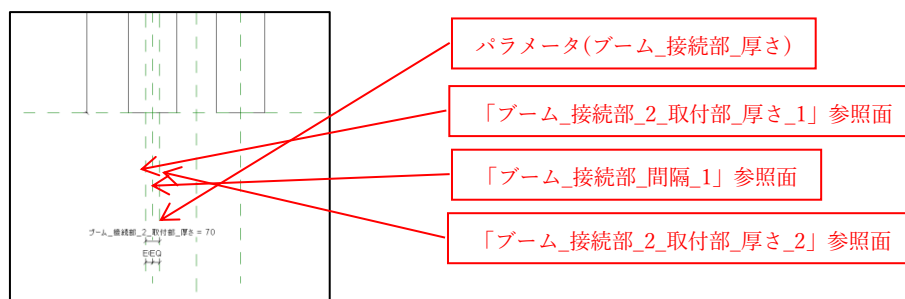 パラメータ(ブーム_接続部_厚さ)
「ブーム_接続部_2_取付部_厚さ_1」参照面
「ブーム_接続部_間隔_1」参照面
「ブーム_接続部_2_取付部_厚さ_2」参照面
ブーム_接続部_2_取付部_厚さ = 70
EQEQ